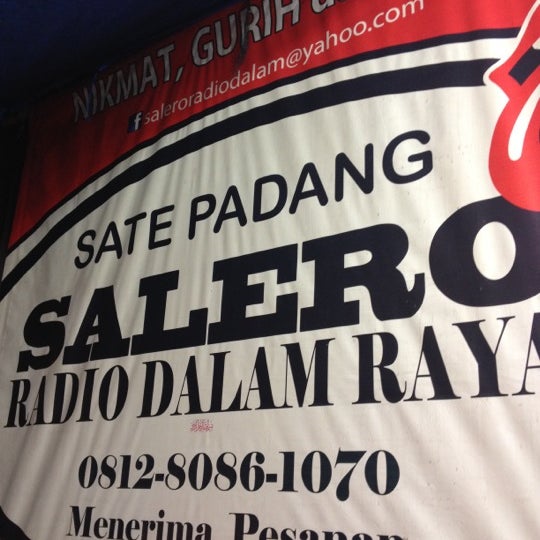 NIKMAT, GURIH
saleroradiodalam@yahoo.com
SATE PADANG
SALERO
RADIO DALAM RAYA
0812-8086-1070
Menerima Pesanan